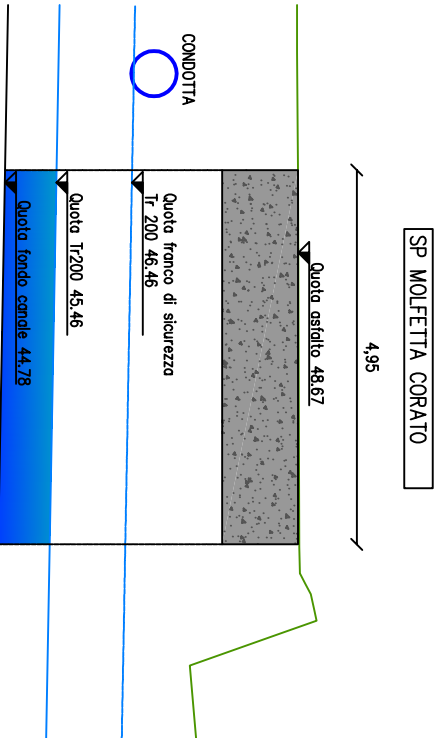 SP MOLFETTA CORATO
4,95
Quota asfalto 48.67
CONDOTTA
Quota franco di sicurezza
Tr 200 46.46
Quota Tr200 45.46
Quota fondo canale 44.78